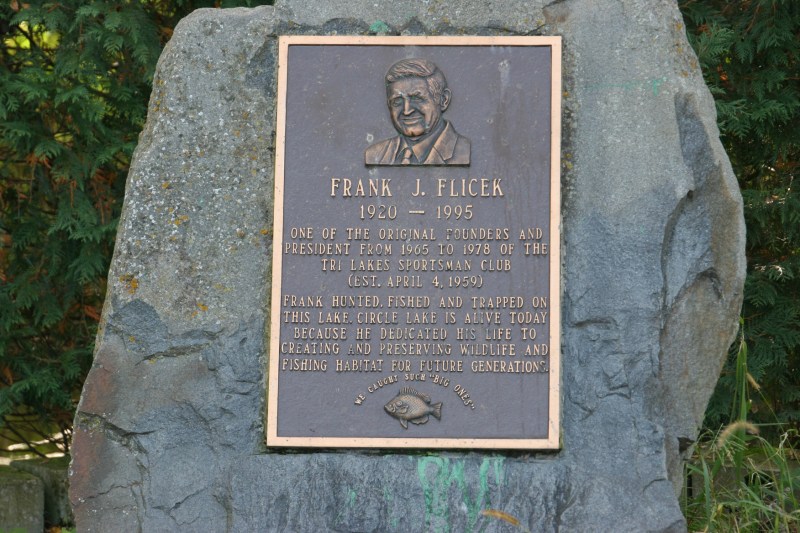 FRANK J. FLICEK
1920 — 1995
ONE OF THE ORIGINAL FOUNDERS AND
PRESIDENT FROM 1965 TO 1978 OF THE
TRI LAKES SPORTSMAN CLUB
(EST. APRIL 4, 1959)
FRANK HUNTED, FISHED AND TRAPPED ON
THIS LAKE. CIRCLE LAKE IS ALIVE TODAY
BECAUSE HE DEDICATED HIS LIFE TO
CREATING AND PRESERVING WILDLIFE AND
FISHING HABITAT FOR FUTURE GENERATIONS.
WE CAUGHT SUCH "BIG ONES"